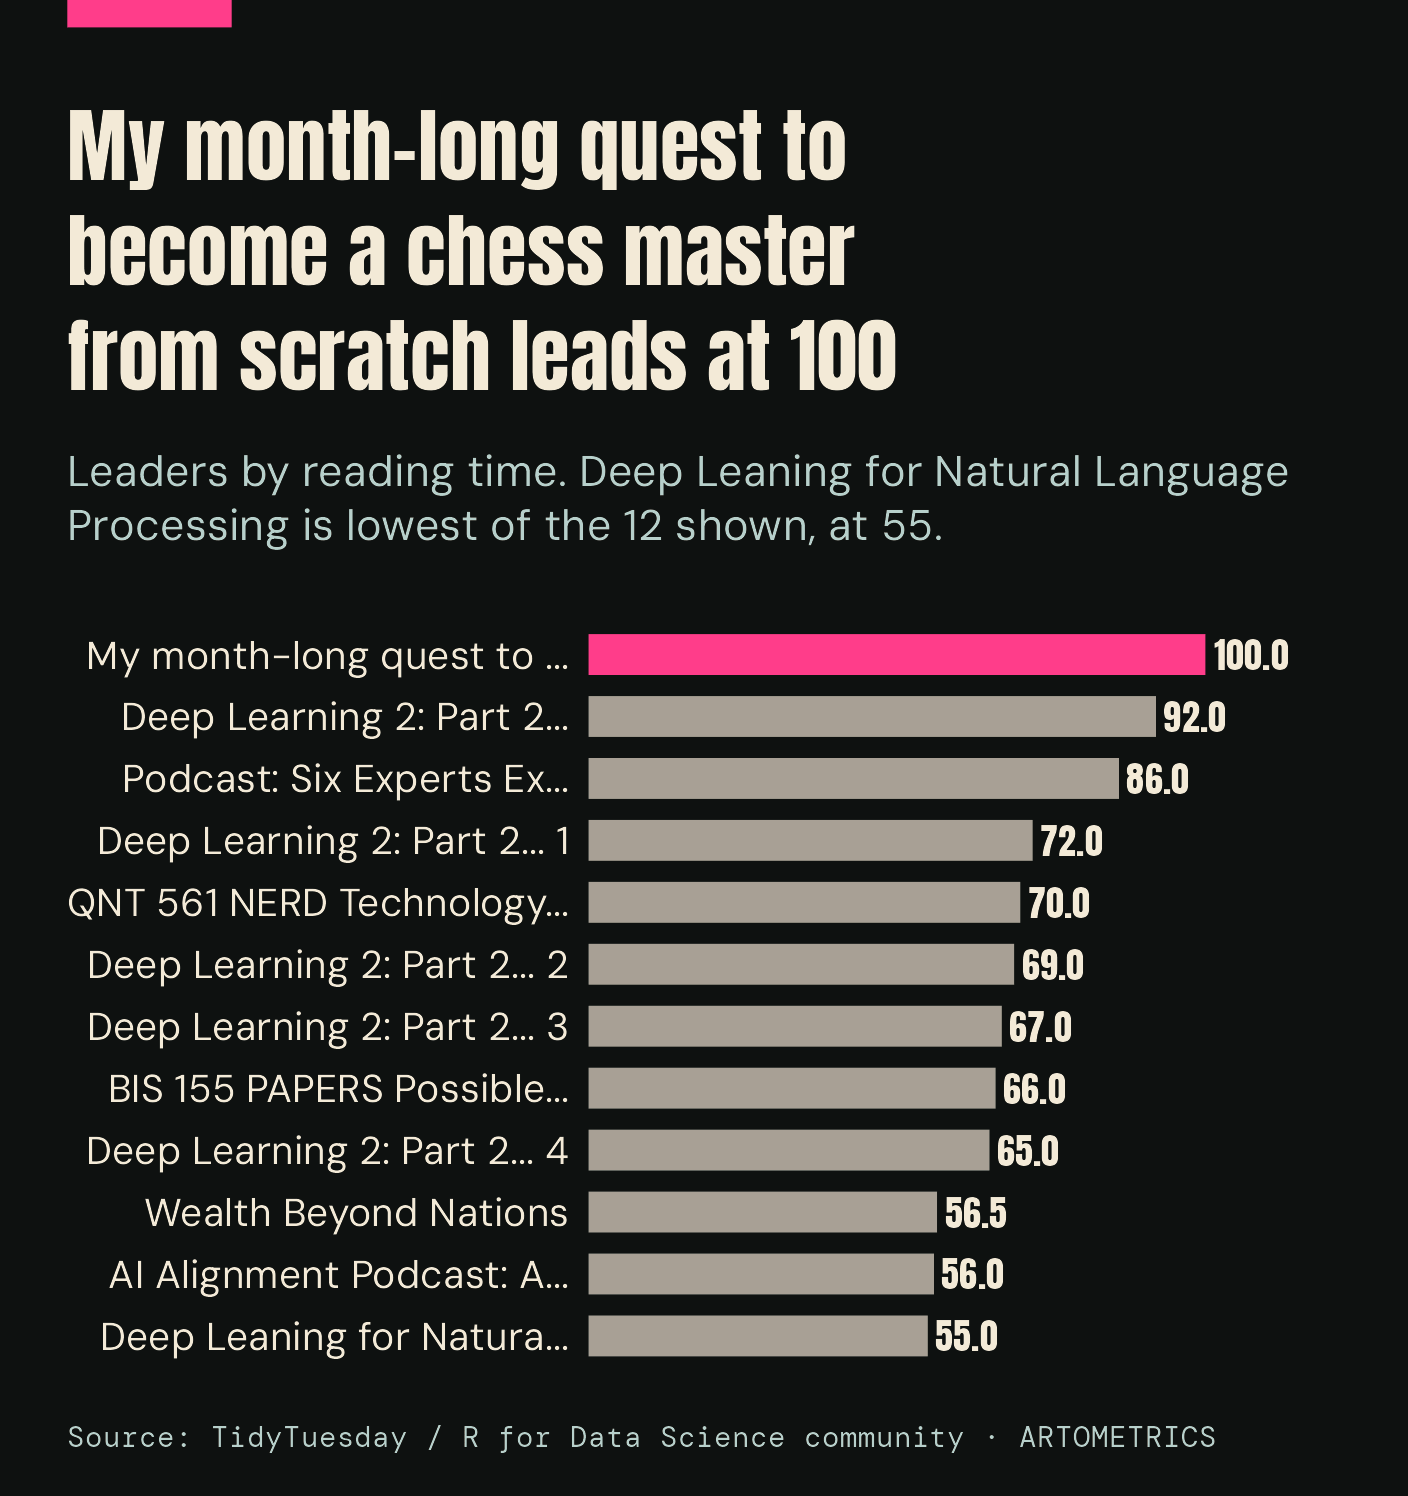 My month-long quest to
become a chess master
from scratch leads at 100
Leaders by reading time. Deep Leaning for Natural Language
Processing is lowest of the 12 shown, at 55.
My month-long quest to ... 100.0
Deep Learning 2: Part 2... 92.0
Podcast: Six Experts Ex... 86.0
Deep Learning 2: Part 2... 1 72.0
QNT 561 NERD Technology... 70.0
Deep Learning 2: Part 2... 2 69.0
Deep Learning 2: Part 2... 3 67.0
BIS 155 PAPERS Possible... 66.0
Deep Learning 2: Part 2... 4 65.0
Wealth Beyond Nations 56.5
AI Alignment Podcast: A... 56.0
Deep Leaning for Natura... 55.0
Source: TidyTuesday / R for Data Science community · ARTOMETRICS